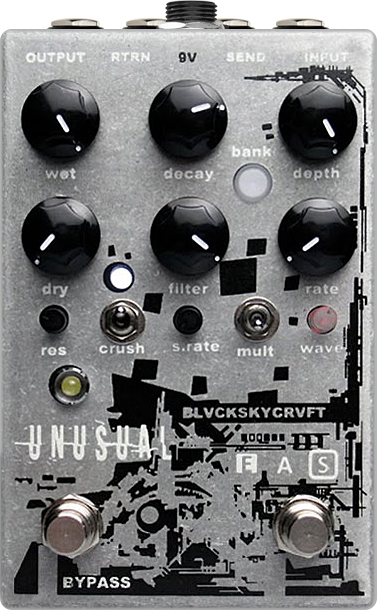 OUTPUT RTRN 9V SEND INPUT
bank
wet decay depth
dry filter rate
res crush s.rate mult wave
BLVCKSKYCRVFT
UNUSUAL
F A S
BYPASS